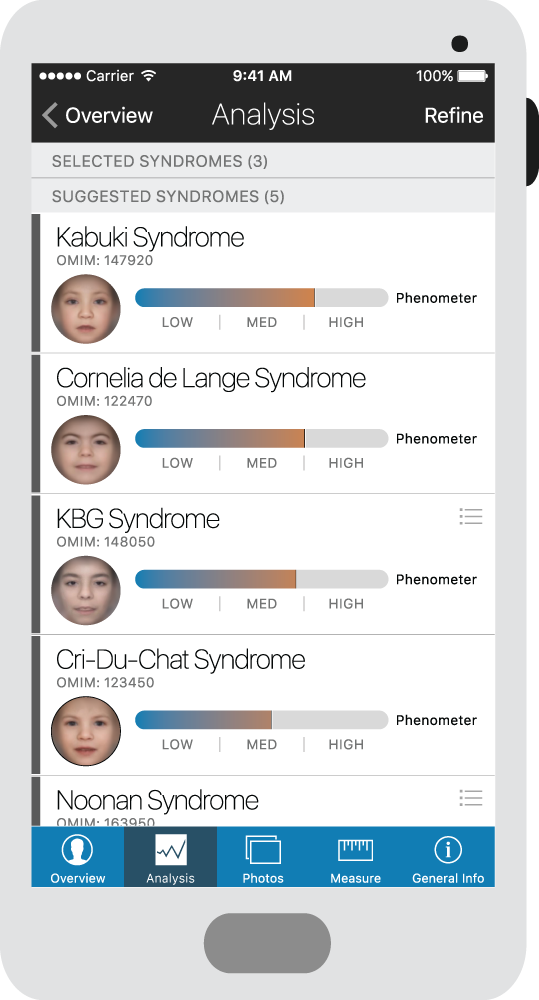 Carrier 9:41 AM 100%
Overview Analysis Refine
SELECTED SYNDROMES (3)
SUGGESTED SYNDROMES (5)
Kabuki Syndrome
OMIM: 147920
Phenometer
LOW | MED | HIGH
Cornelia de Lange Syndrome
OMIM: 122470
Phenometer
LOW | MED | HIGH
KBG Syndrome
OMIM: 148050
Phenometer
LOW | MED | HIGH
Cri-Du-Chat Syndrome
OMIM: 123450
Phenometer
LOW | MED | HIGH
Noonan Syndrome
OMIM: 163950
Overview Analysis Photos Measure General Info